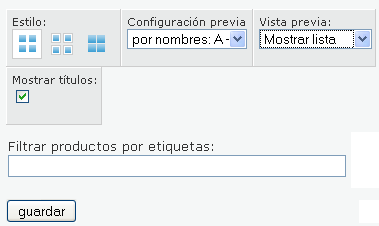 Estilo: Configuración previa Vista previa:
por nombres: A - Mostrar lista
Mostrar títulos:
Filtrar productos por etiquetas:
guardar